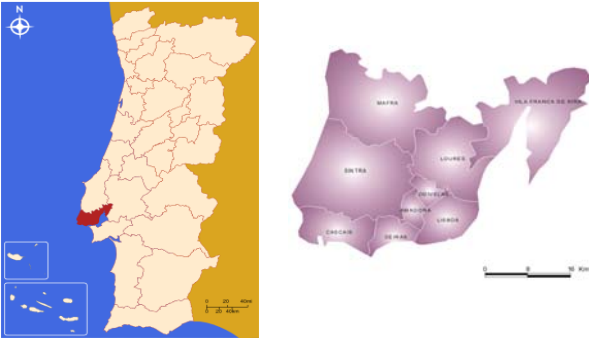 N
0 20 40km
0 20 40km
MAFRA
VILA FRANCA DE XIRA
LOURES
SINTRA
ODIVELAS
AMADORA
LISBOA
CASCAIS
OEIRAS
0 8 16 Km